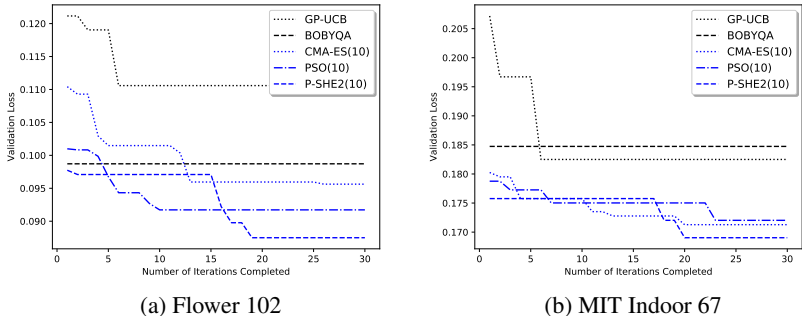 0.120
0.115
0.110
0.105
0.100
0.095
0.090
Validation Loss
0
5
10
15
20
25
30
Number of Iterations Completed
GP-UCB
BOBYQA
CMA-ES(10)
PSO(10)
P-SHE2(10)
(a) Flower 102
0.205
0.200
0.195
0.190
0.185
0.180
0.175
0.170
Validation Loss
0
5
10
15
20
25
30
Number of Iterations Completed
GP-UCB
BOBYQA
CMA-ES(10)
PSO(10)
P-SHE2(10)
(b) MIT Indoor 67